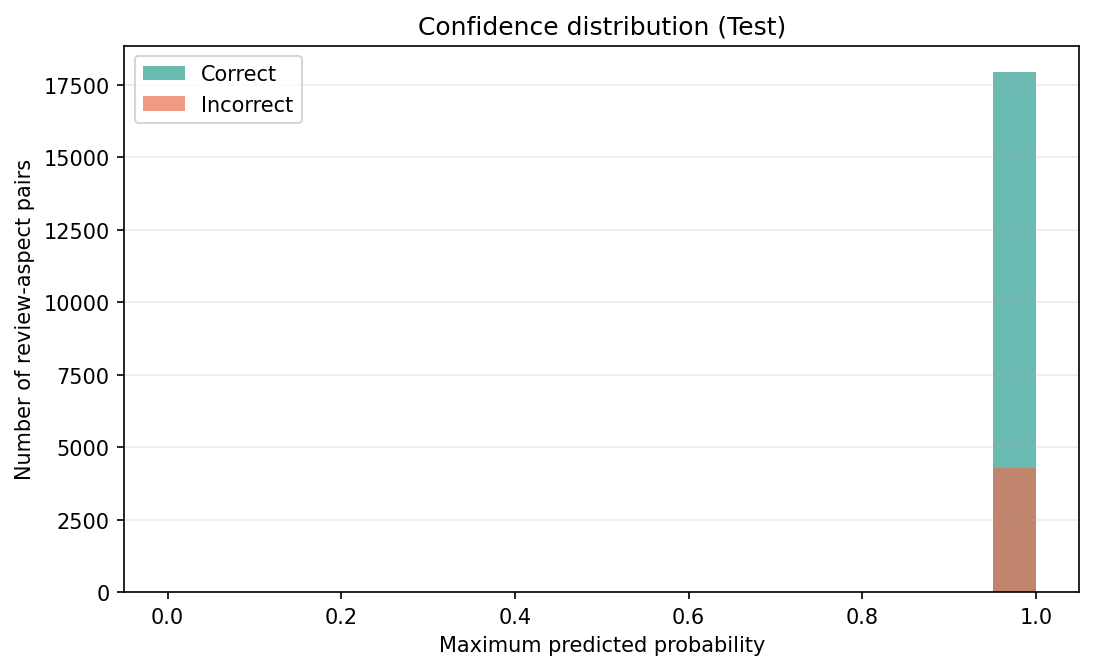 Confidence distribution (Test)
Correct
Incorrect
Number of review-aspect pairs
17500
15000
12500
10000
7500
5000
2500
0
0.0 0.2 0.4 0.6 0.8 1.0
Maximum predicted probability